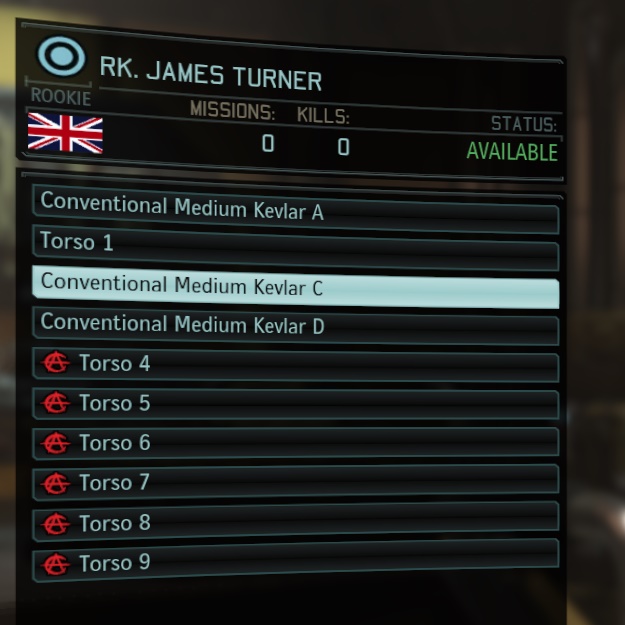 RK. JAMES TURNER
ROOKIE
MISSIONS: KILLS: STATUS:
0 0 AVAILABLE
Conventional Medium Kevlar A
Torso 1
Conventional Medium Kevlar C
Conventional Medium Kevlar D
Torso 4
Torso 5
Torso 6
Torso 7
Torso 8
Torso 9